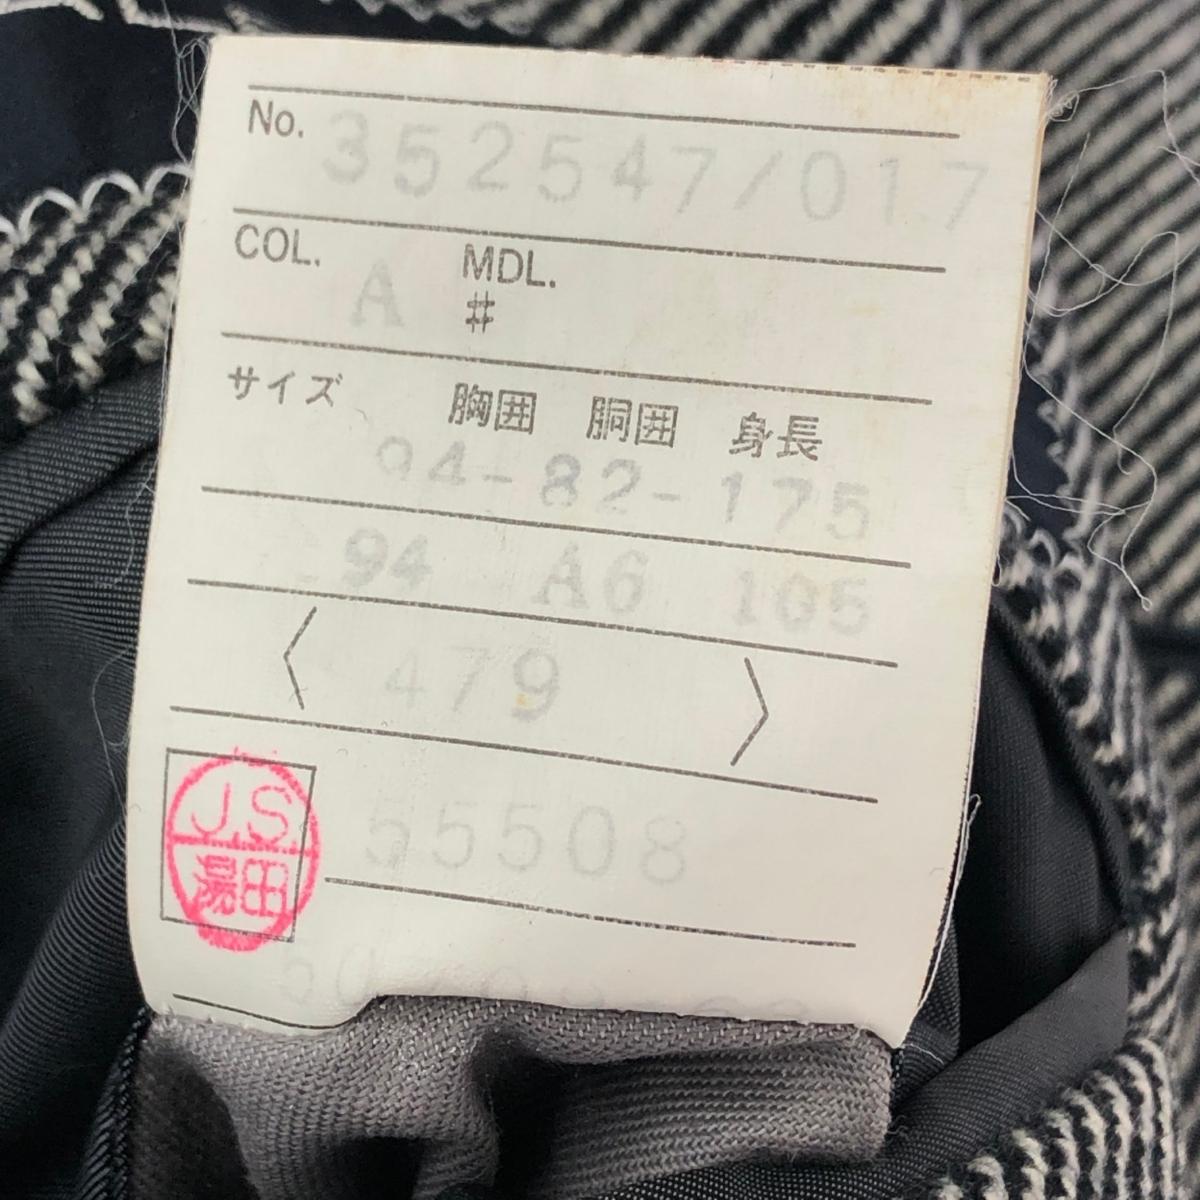 No. 352547/017
COL. A MDL. #
サイズ 胸囲 胴囲 身長
94-82-175
94 A6 105
〈 479 〉
J.S. 55508
湯田